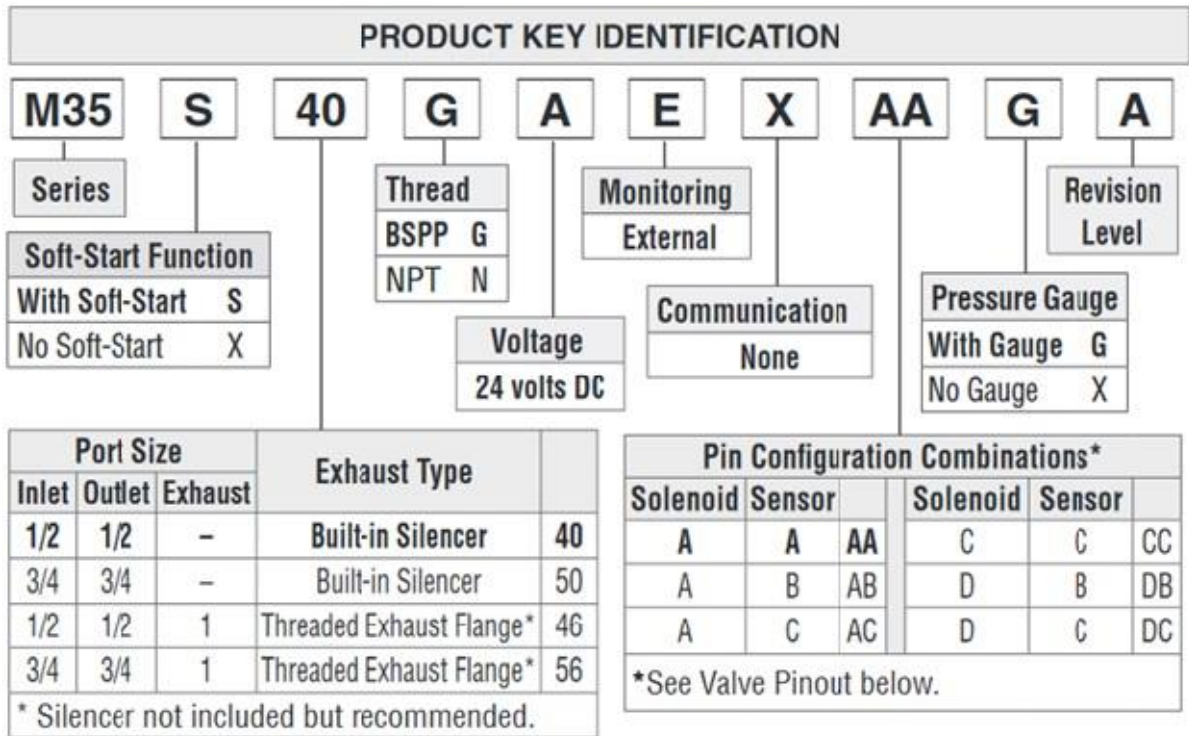 PRODUCT KEY IDENTIFICATION
M35 S 40 G A E X AA G A
Series
Soft-Start Function
With Soft-Start S
No Soft-Start X
Thread
BSPP G
NPT N
Voltage
24 volts DC
Monitoring
External
Communication
None
Revision
Level
Pressure Gauge
With Gauge G
No Gauge X
Port Size Exhaust Type
Inlet Outlet Exhaust
1/2 1/2 – Built-in Silencer 40
3/4 3/4 – Built-in Silencer 50
1/2 1/2 1 Threaded Exhaust Flange* 46
3/4 3/4 1 Threaded Exhaust Flange* 56
* Silencer not included but recommended.
Pin Configuration Combinations*
Solenoid Sensor Solenoid Sensor
A A AA C C CC
A B AB D B DB
A C AC D C DC
*See Valve Pinout below.